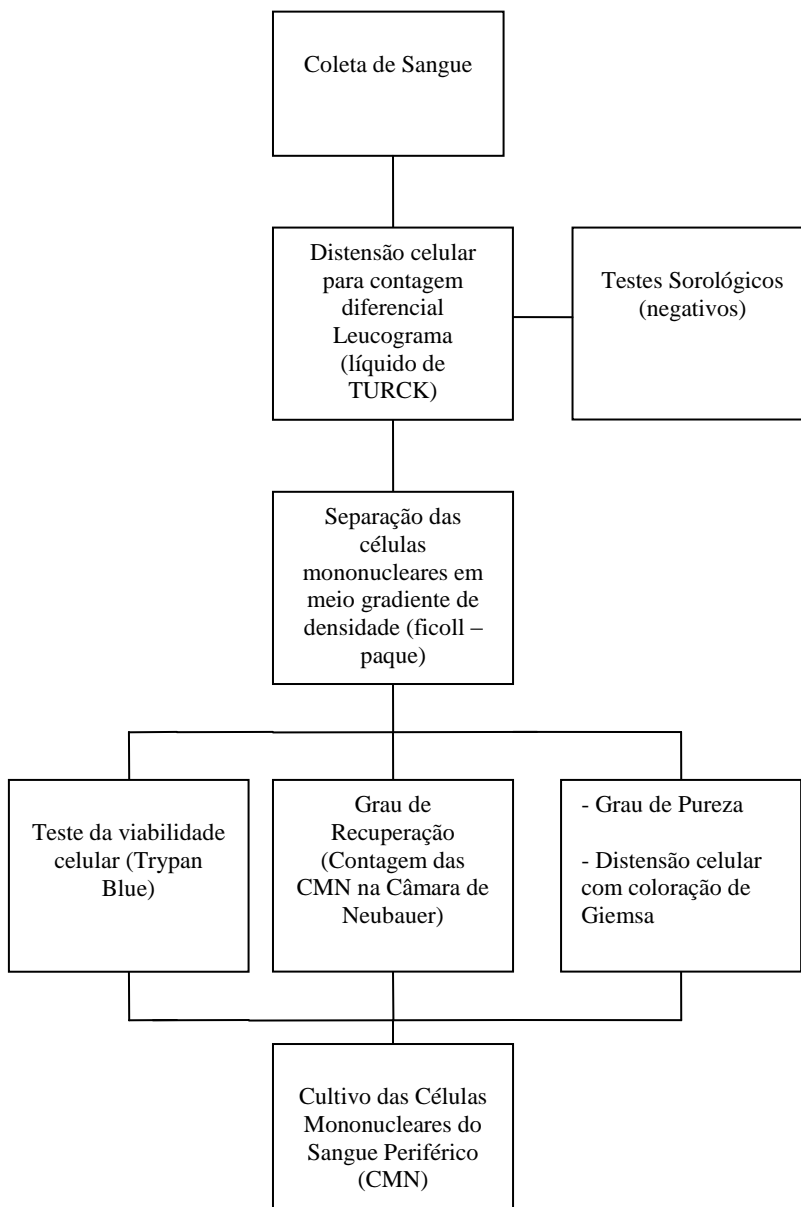 Coleta de Sangue
Distensão celular
para contagem
diferencial
Leucograma
(líquido de
TURCK)
Testes Sorológicos
(negativos)
Separação das
células
mononucleares em
meio gradiente de
densidade (ficoll –
paque)
Teste da viabilidade
celular (Trypan
Blue)
Grau de
Recuperação
(Contagem das
CMN na Câmara de
Neubauer)
- Grau de Pureza
- Distensão celular
com coloração de
Giemsa
Cultivo das Células
Mononucleares do
Sangue Periférico
(CMN)